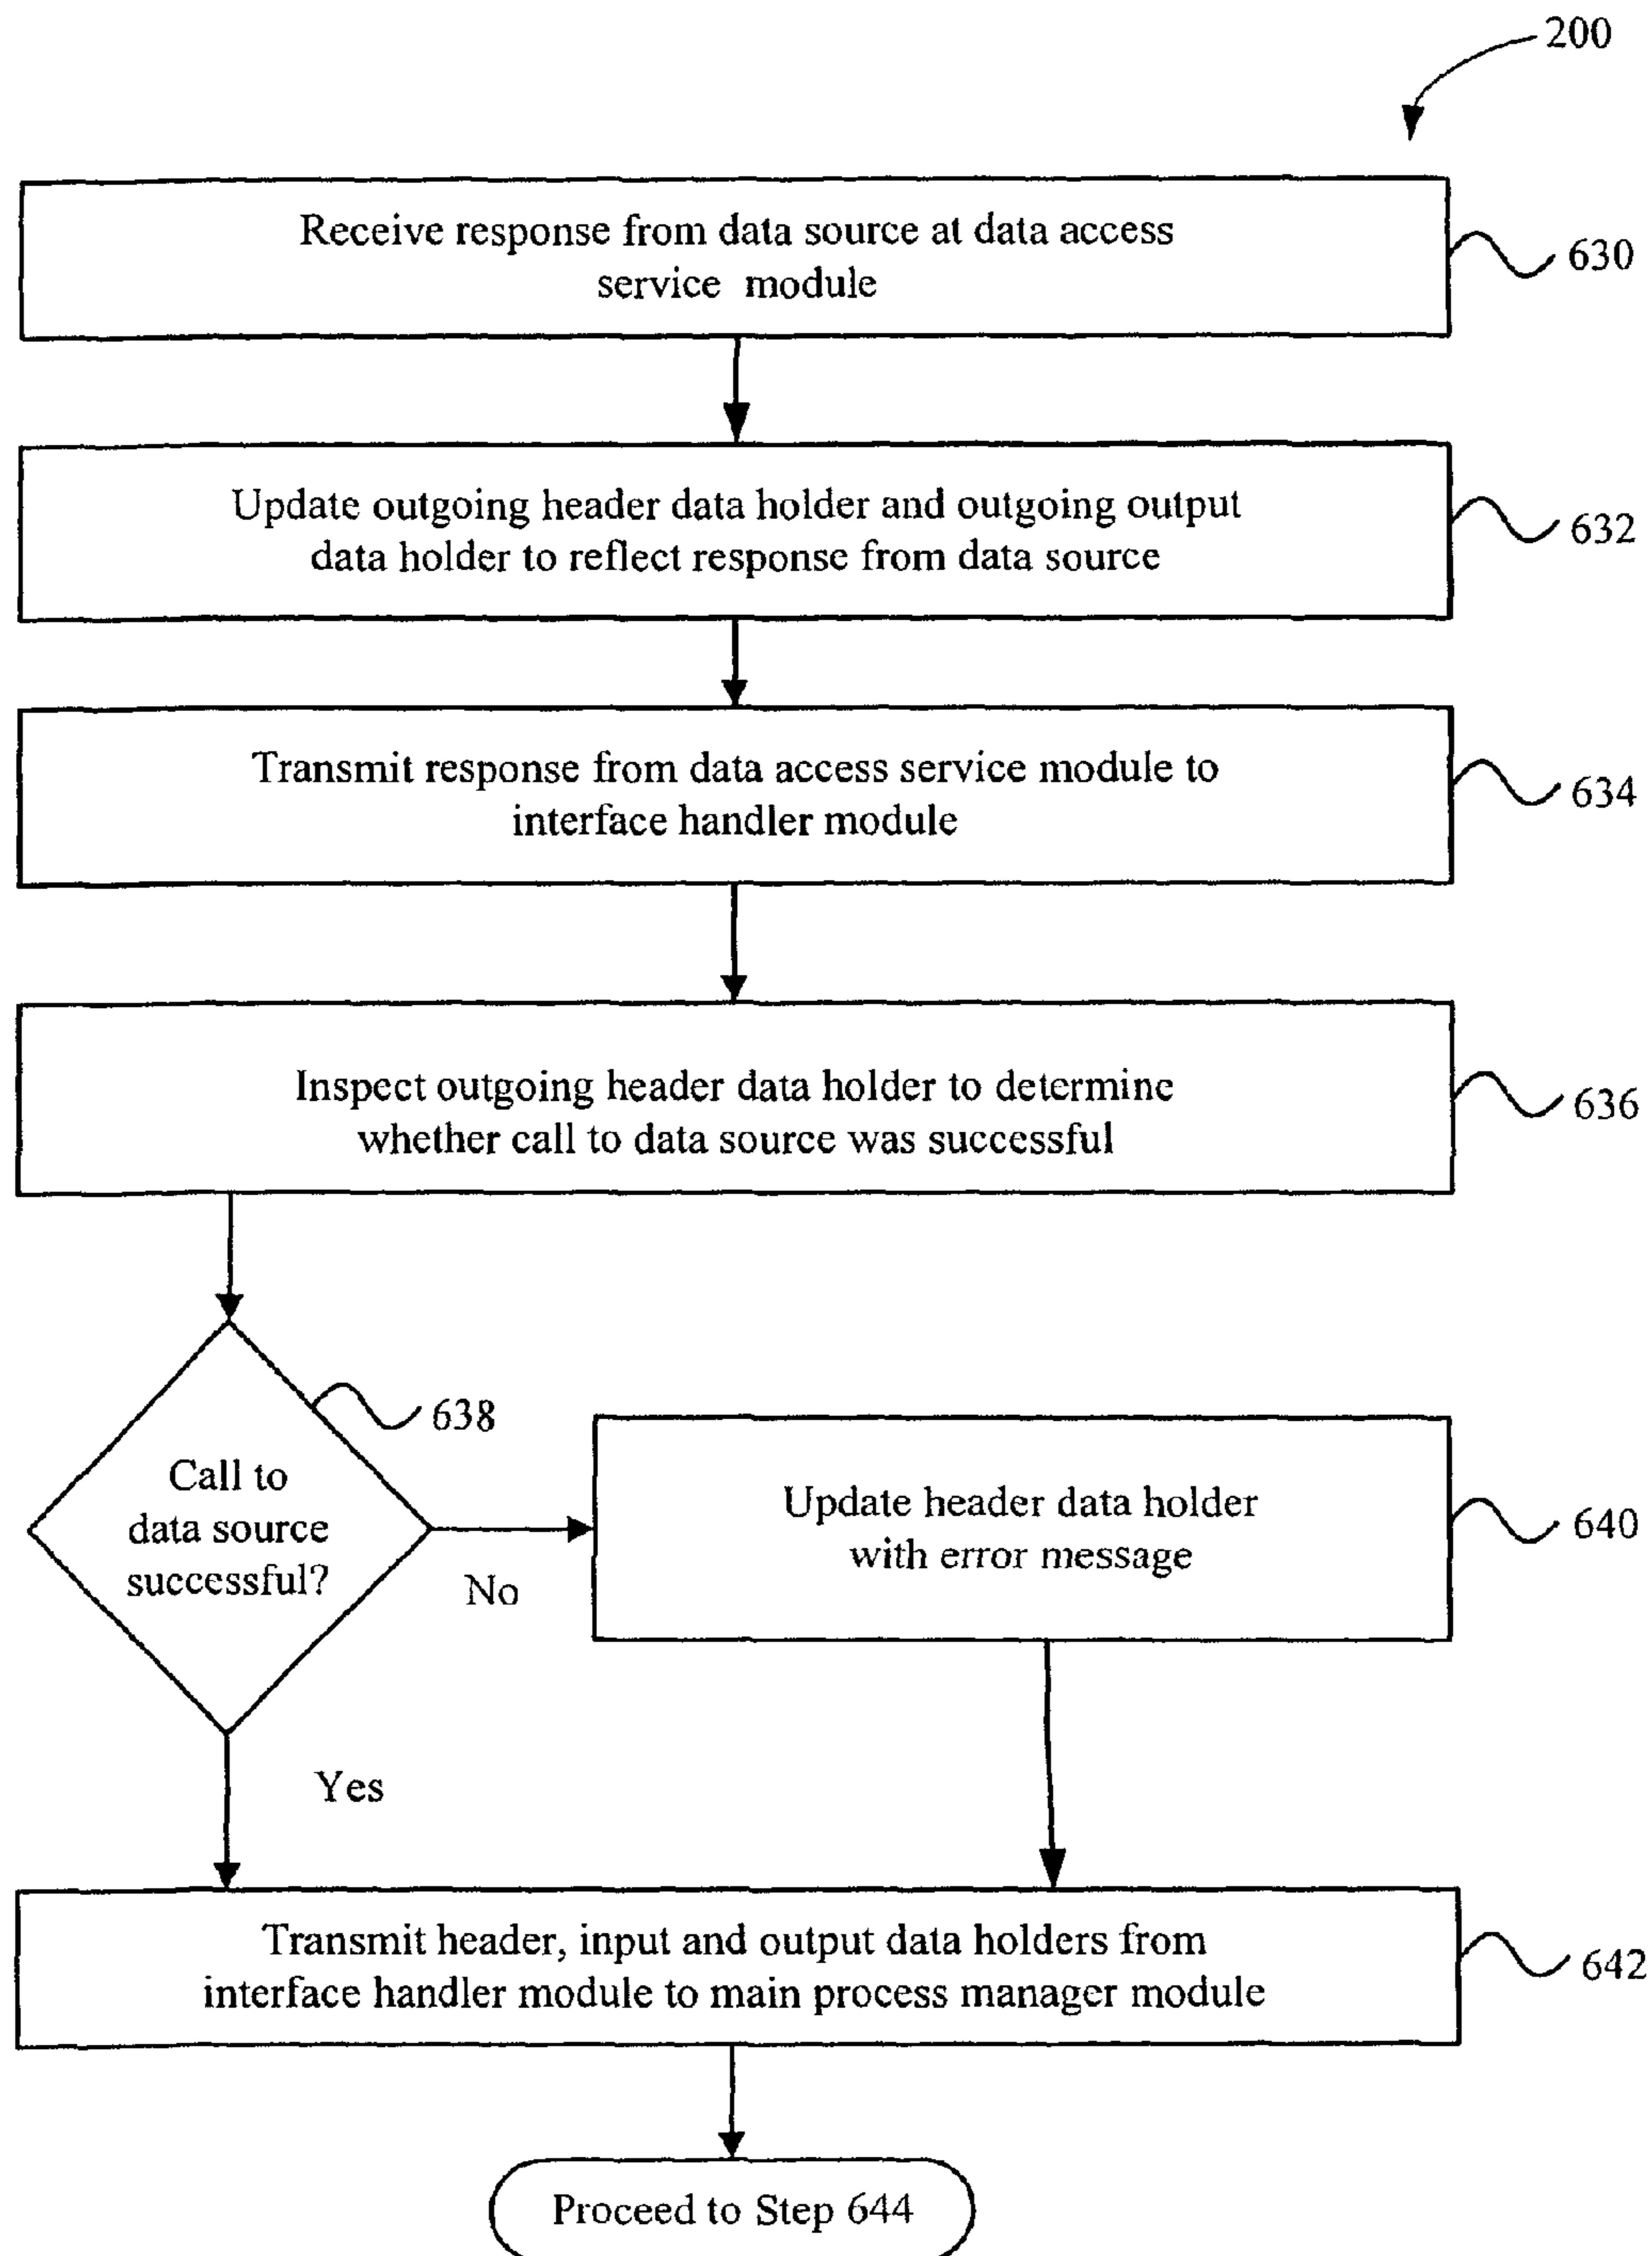 200
Receive response from data source at data access
service module
630
Update outgoing header data holder and outgoing output
data holder to reflect response from data source
632
Transmit response from data access service module to
interface handler module
634
Inspect outgoing header data holder to determine
whether call to data source was successful
636
638
Call to
data source
successful?
No
Update header data holder
with error message
640
Yes
Transmit header, input and output data holders from
interface handler module to main process manager module
642
Proceed to Step 644